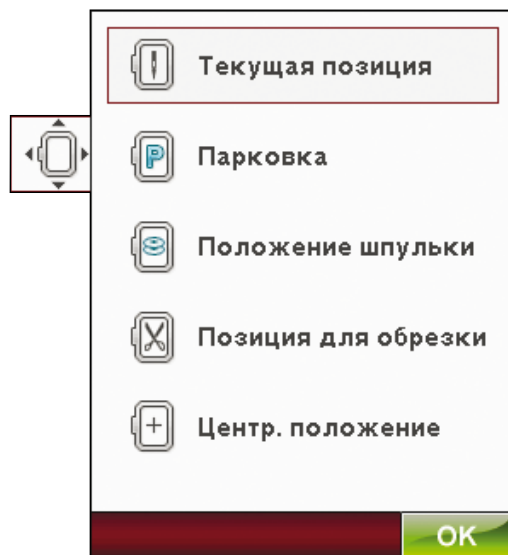 Текущая позиция
P
Парковка
Положение шпульки
Позиция для обрезки
Центр. положение
OK